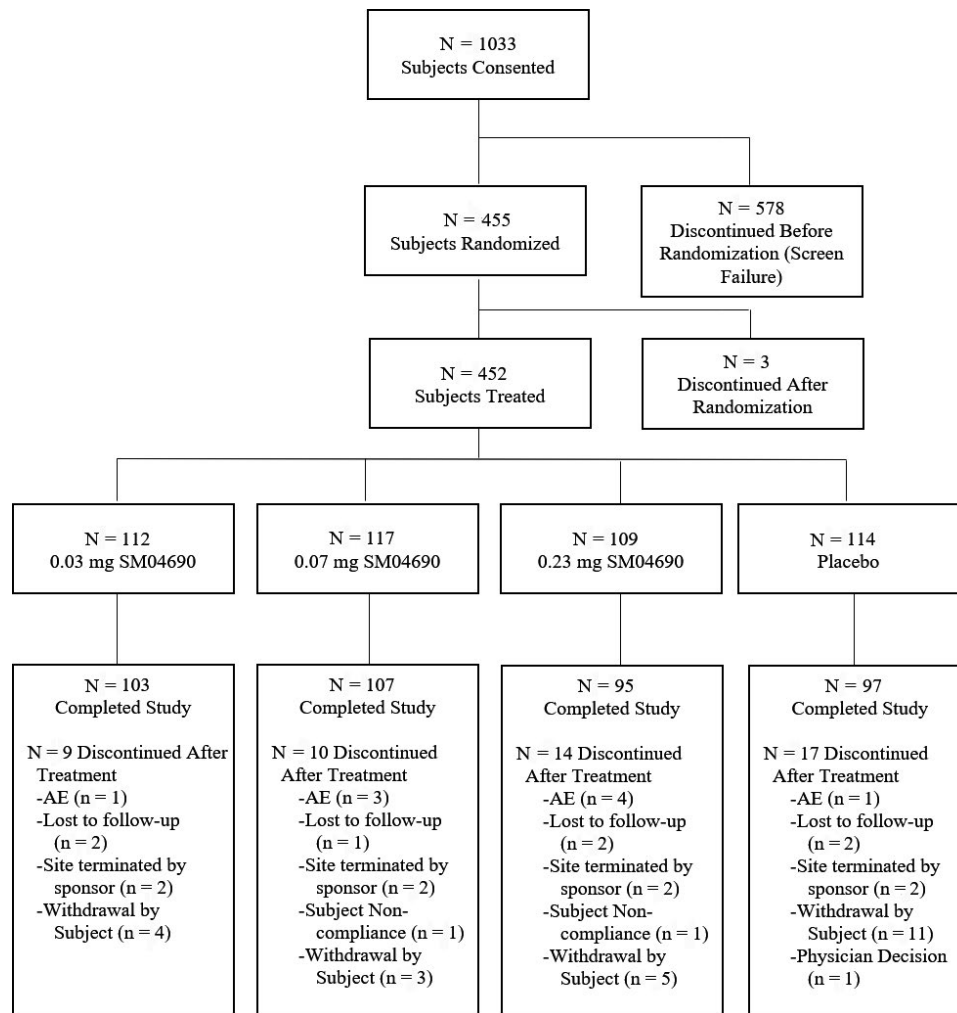 N = 1033
Subjects Consented
N = 455
Subjects Randomized
N = 578
Discontinued Before
Randomization (Screen
Failure)
N = 452
Subjects Treated
N = 3
Discontinued After
Randomization
N = 112
0.03 mg SM04690
N = 117
0.07 mg SM04690
N = 109
0.23 mg SM04690
N = 114
Placebo
N = 103
Completed Study
N = 9 Discontinued After
Treatment
-AE (n = 1)
-Lost to follow-up
(n = 2)
-Site terminated by
sponsor (n = 2)
-Withdrawal by
Subject (n = 4)
N = 107
Completed Study
N = 10 Discontinued
After Treatment
-AE (n = 3)
-Lost to follow-up
(n = 1)
-Site terminated by
sponsor (n = 2)
-Subject Non-
compliance (n = 1)
-Withdrawal by
Subject (n = 3)
N = 95
Completed Study
N = 14 Discontinued
After Treatment
-AE (n = 4)
-Lost to follow-up
(n = 2)
-Site terminated by
sponsor (n = 2)
-Subject Non-
compliance (n = 1)
-Withdrawal by
Subject (n = 5)
N = 97
Completed Study
N = 17 Discontinued
After Treatment
-AE (n = 1)
-Lost to follow-up
(n = 2)
-Site terminated by
sponsor (n = 2)
-Withdrawal by
Subject (n = 11)
-Physician Decision
(n = 1)